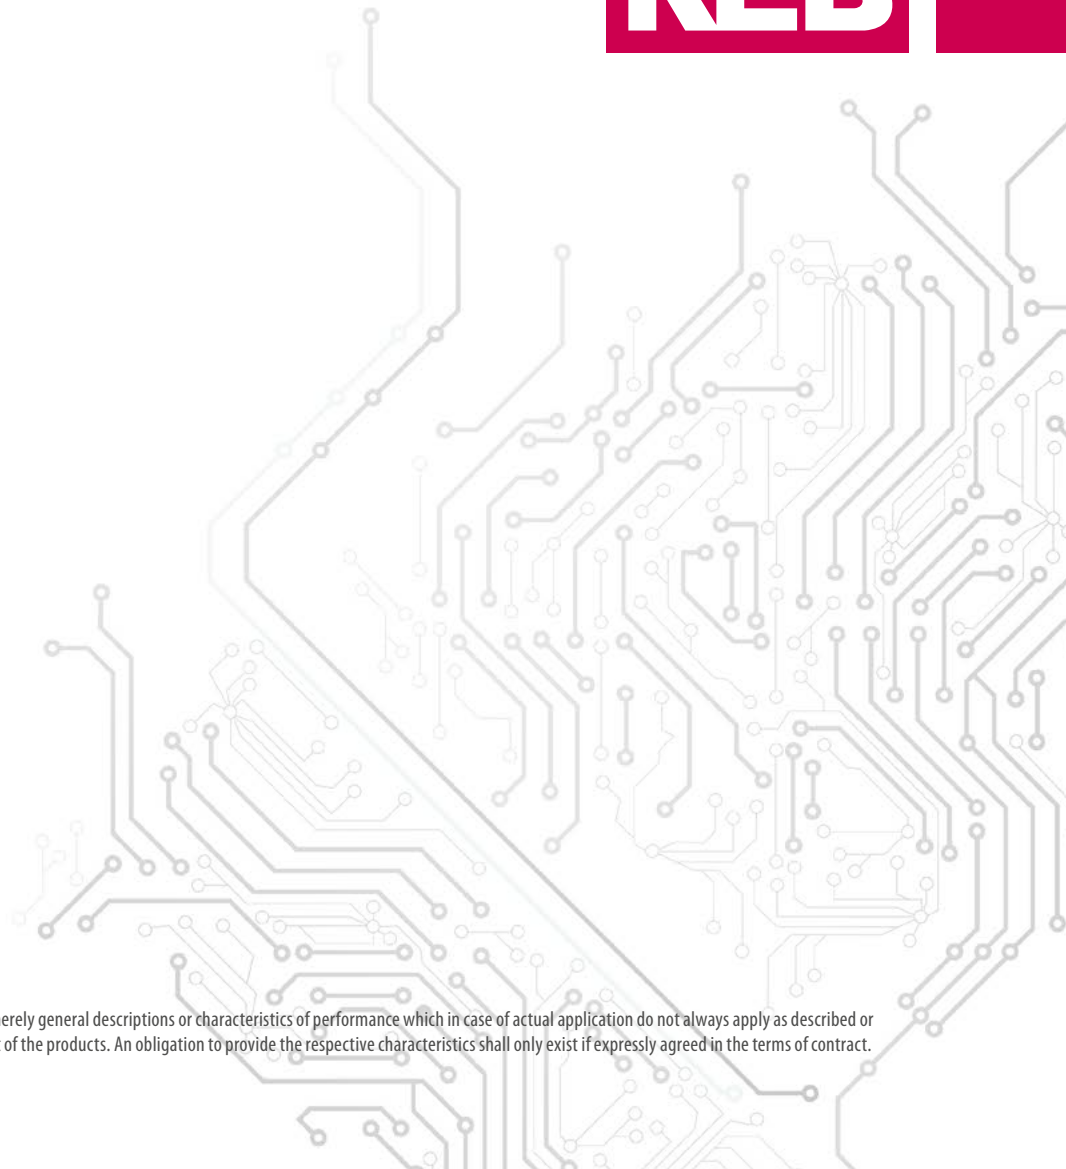 KEB
merely general descriptions or characteristics of performance which in case of actual application do not always apply as described or
of the products. An obligation to provide the respective characteristics shall only exist if expressly agreed in the terms of contract.